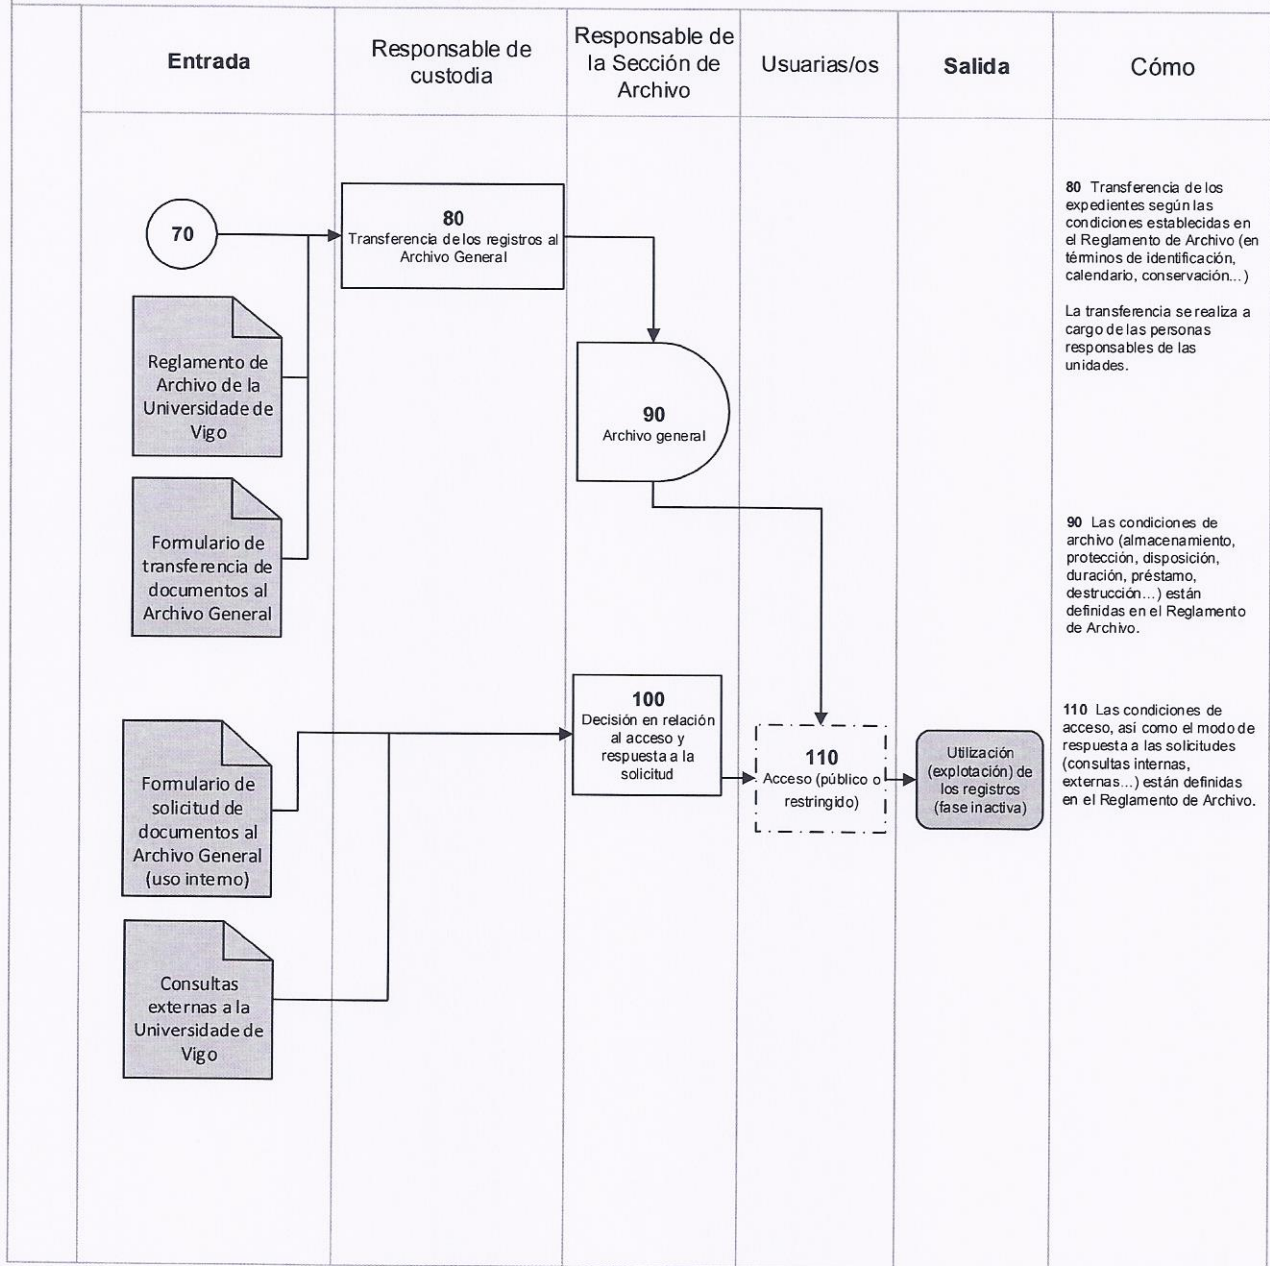 Entrada
Responsable de
custodia
Responsable de
la Sección de
Archivo
Usuarias/os
Salida
Cómo
70
80
Transferencia de los registros al
Archivo General
80 Transferencia de los
expedientes según las
condiciones establecidas en
el Reglamento de Archivo (en
términos de identificación,
calendario, conservación...)
La transferencia se realiza a
cargo de las personas
responsables de las
unidades.
Reglamento de
Archivo de la
Universidade de
Vigo
90
Archivo general
Formulario de
transferencia de
documentos al
Archivo General
90 Las condiciones de
archivo (almacenamiento,
protección, disposición,
duración, préstamo,
destrucción...) están
definidas en el Reglamento
de Archivo.
100
Decisión en relación
al acceso y
respuesta a la
solicitud
110
Acceso (público o
restringido)
Utilización
(explotación) de
los registros
(fase inactiva)
110 Las condiciones de
acceso, así como el modo de
respuesta a las solicitudes
(consultas internas,
externas...) están definidas
en el Reglamento de Archivo.
Formulario de
solicitud de
documentos al
Archivo General
(uso interno)
Consultas
externas a la
Universidade de
Vigo